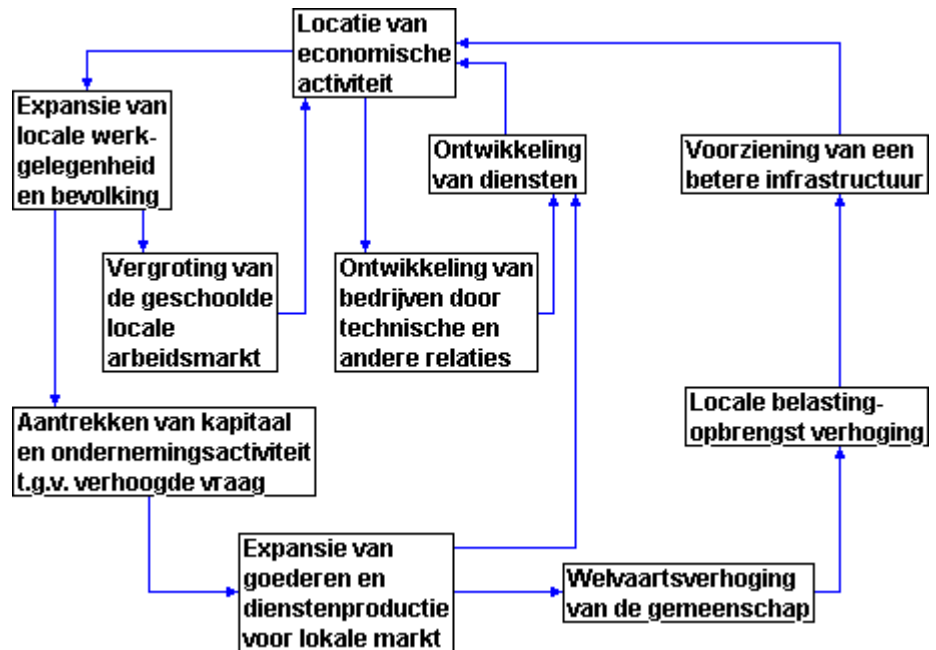 Locatie van
economische
activiteit
Expansie van
locale werk-
gelegenheid
en bevolking
Ontwikkeling
van diensten
Voorziening van een
betere infrastructuur
Vergroting van
de geschoolde
locale
arbeidsmarkt
Ontwikkeling van
bedrijven door
technische en
andere relaties
Locale belasting-
opbrengst verhoging
Aantrekken van kapitaal
en ondernemingsactiviteit
t.g.v. verhoogde vraag
Expansie van
goederen en
dienstenproductie
voor lokale markt
Welvaartsverhoging
van de gemeenschap